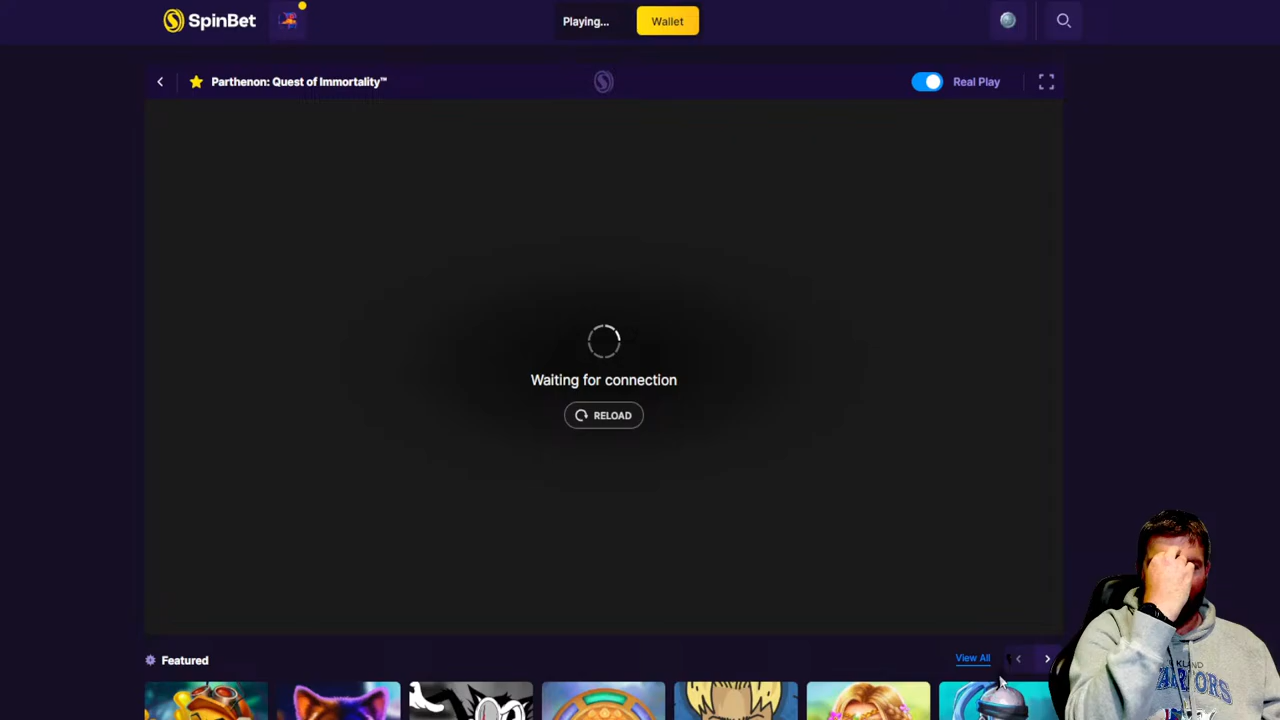 SpinBet
Playing...
Wallet
Parthenon: Quest of Immortality™
Real Play
Waiting for connection
RELOAD
Featured
View All